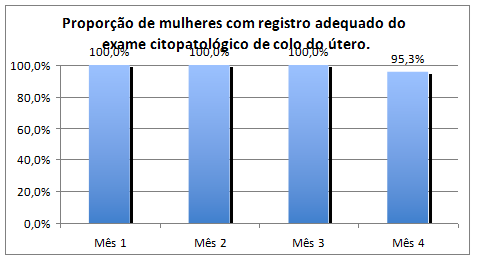 Proporção de mulheres com registro adequado do
exame citopatológico de colo do útero.
100,0% 100,0% 100,0% 95,3%
100,0%
80,0%
60,0%
40,0%
20,0%
0,0%
Mês 1 Mês 2 Mês 3 Mês 4